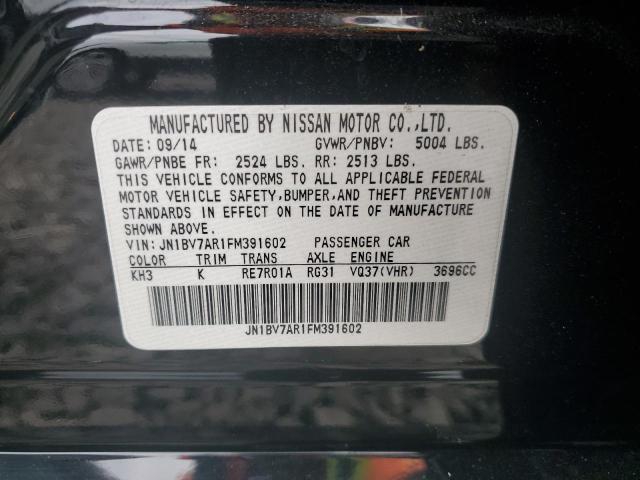 MANUFACTURED BY NISSAN MOTOR CO.,LTD.
DATE: 09/14 GVWR/PNBV: 5004 LBS.
GAWR/PNBE FR: 2524 LBS. RR: 2513 LBS.
THIS VEHICLE CONFORMS TO ALL APPLICABLE FEDERAL
MOTOR VEHICLE SAFETY,BUMPER,AND THEFT PREVENTION
STANDARDS IN EFFECT ON THE DATE OF MANUFACTURE
SHOWN ABOVE.
VIN: JN1BV7AR1FM391602 PASSENGER CAR
COLOR TRIM TRANS AXLE ENGINE
KH3 K RE7R01A RG31 VQ37(VHR) 3696CC
JN1BV7AR1FM391602